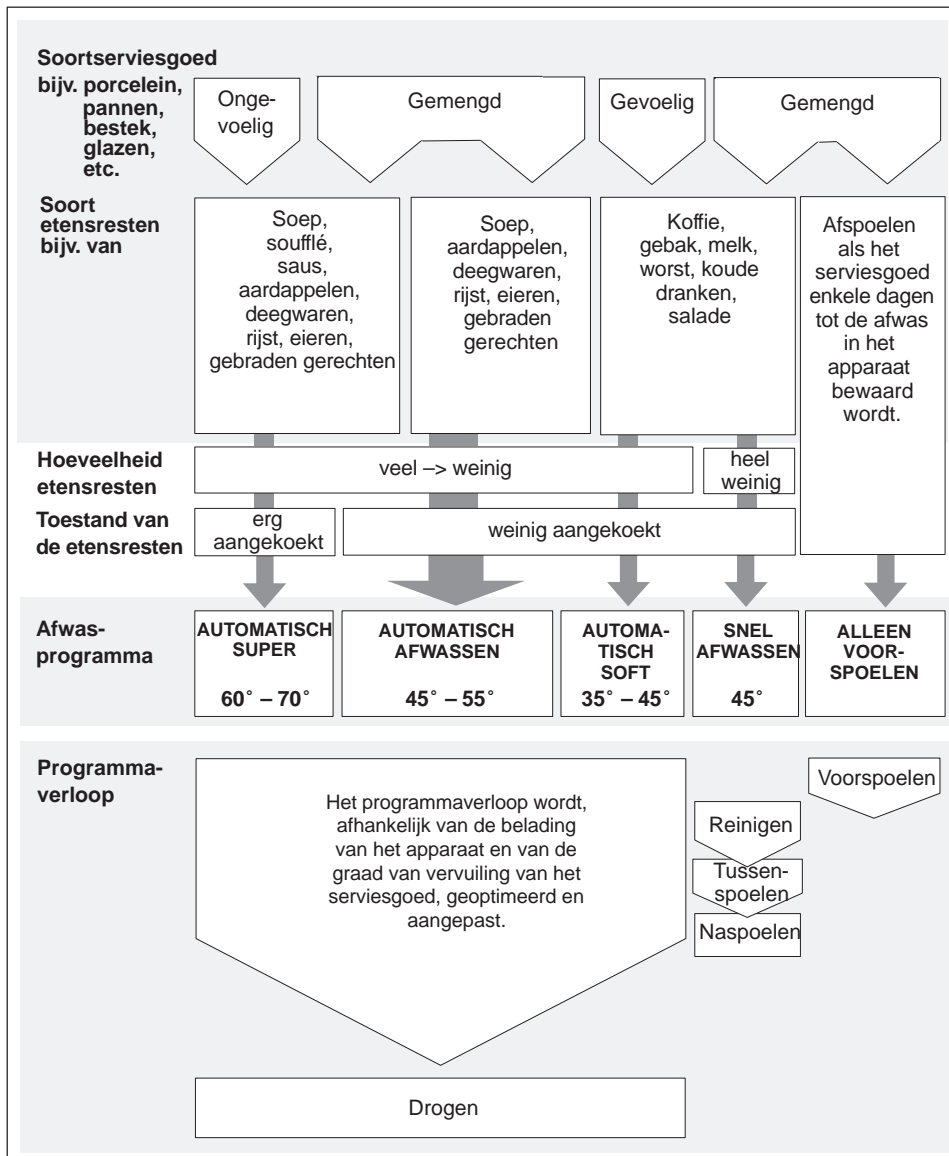 Soortserviesgoed
bijv. porcelein,
pannen,
bestek,
glazen,
etc.
Onge-
voelig
Gemengd
Gevoelig
Gemengd
Soort
etensresten
bijv. van
Soep,
soufflé,
saus,
aardappelen,
deegwaren,
rijst, eieren,
gebraden gerechten
Soep,
aardappelen,
deegwaren,
rijst, eieren,
gebraden
gerechten
Koffie,
gebak, melk,
worst, koude
dranken,
salade
Afspoelen
als het
serviesgoed
enkele dagen
tot de afwas
in het
apparaat
bewaard
wordt.
Hoeveelheid
etensresten
veel –> weinig
heel
weinig
Toestand van
de etensresten
erg
aangekoekt
weinig aangekoekt
Afwas-
programma
AUTOMATISCH
SUPER
60° – 70°
AUTOMATISCH
AFWASSEN
45° – 55°
AUTOMA-
TISCH
SOFT
35° – 45°
SNEL
AFWASSEN
45°
ALLEEN
VOOR-
SPOELEN
Programma-
verloop
Het programmaverloop wordt,
afhankelijk van de belading
van het apparaat en van de
graad van vervuiling van het
serviesgoed, geoptimeerd en
aangepast.
Reinigen
Tussen-
spoelen
Naspoelen
Voorspoelen
Drogen